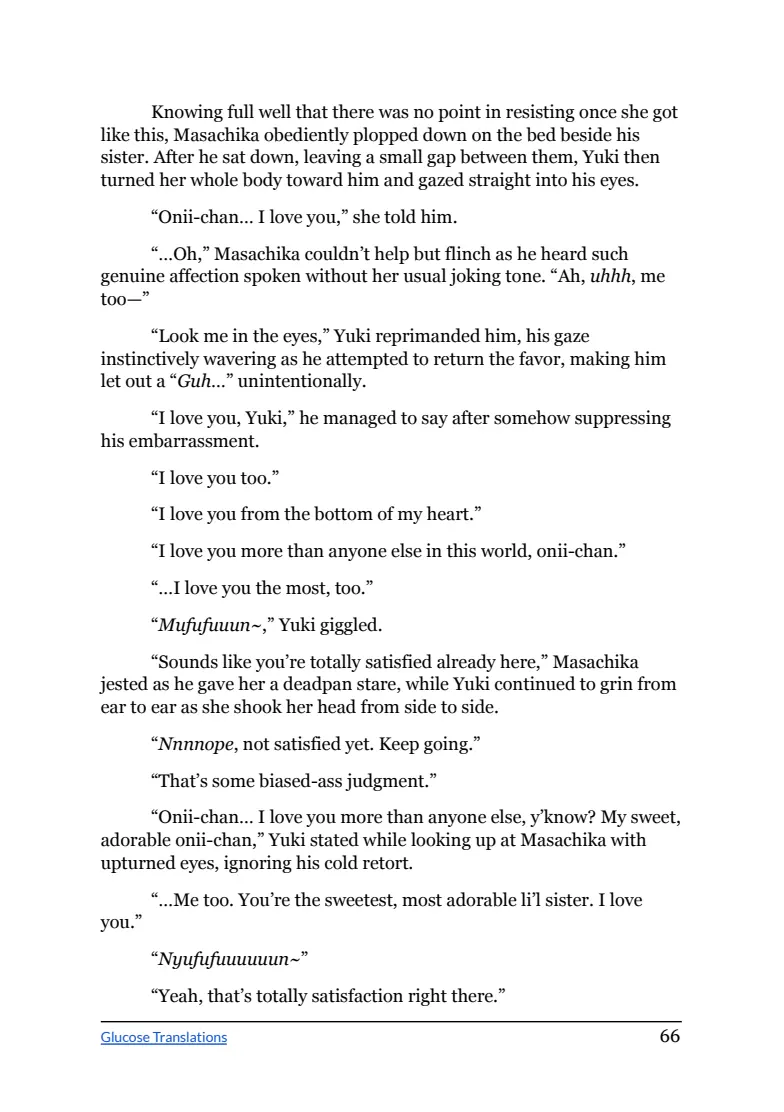 Knowing full well that there was no point in resisting once she got
like this, Masachika obediently plopped down on the bed beside his
sister. After he sat down, leaving a small gap between them, Yuki then
turned her whole body toward him and gazed straight into his eyes.
“Onii-chan… I love you,” she told him.
“…Oh,” Masachika couldn’t help but flinch as he heard such
genuine affection spoken without her usual joking tone. “Ah, uhhh, me
too—”
“Look me in the eyes,” Yuki reprimanded him, his gaze
instinctively wavering as he attempted to return the favor, making him
let out a “Guh…” unintentionally.
“I love you, Yuki,” he managed to say after somehow suppressing
his embarrassment.
“I love you too.”
“I love you from the bottom of my heart.”
“I love you more than anyone else in this world, onii-chan.”
“…I love you the most, too.”
“Mufufuuun~,” Yuki giggled.
“Sounds like you’re totally satisfied already here,” Masachika
jested as he gave her a deadpan stare, while Yuki continued to grin from
ear to ear as she shook her head from side to side.
“Nnnnope, not satisfied yet. Keep going.”
“That’s some biased-ass judgment.”
“Onii-chan… I love you more than anyone else, y’know? My sweet,
adorable onii-chan,” Yuki stated while looking up at Masachika with
upturned eyes, ignoring his cold retort.
“…Me too. You’re the sweetest, most adorable li’l sister. I love
you.”
“Nyufufuuuuuun~”
“Yeah, that’s totally satisfaction right there.”
Glucose Translations 66